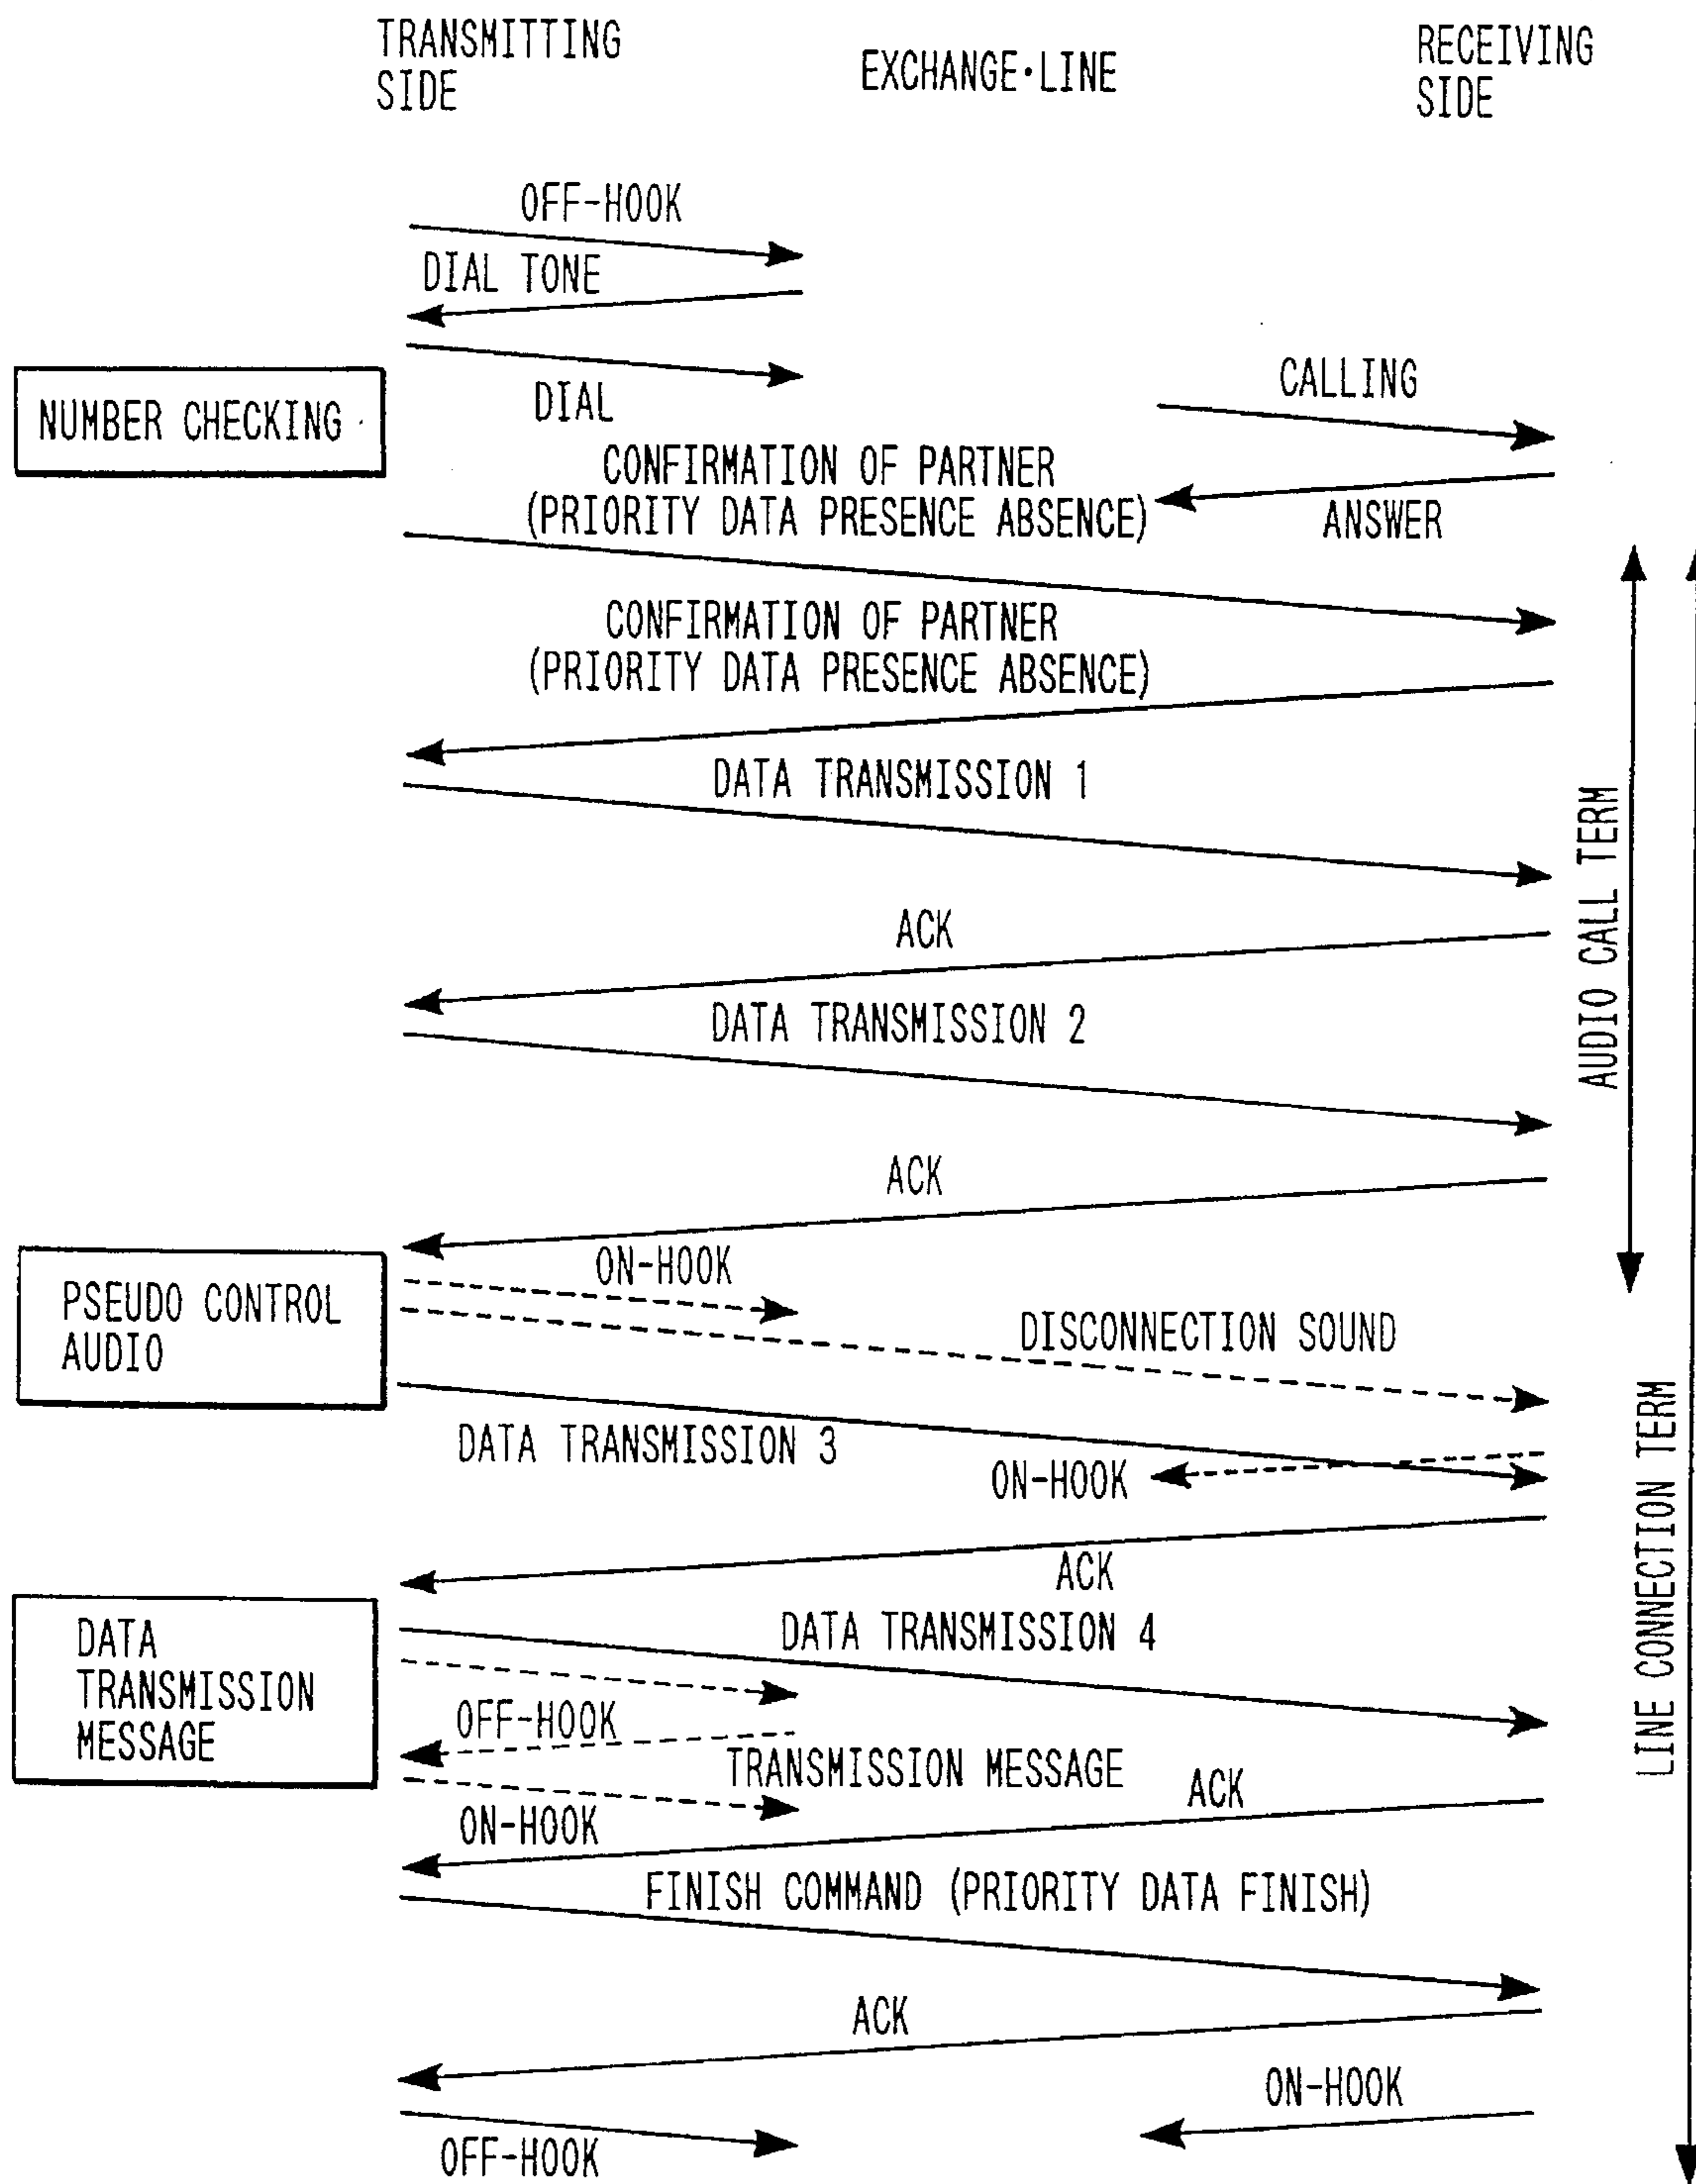 TRANSMITTING
SIDE
EXCHANGE·LINE
RECEIVING
SIDE
OFF-HOOK
DIAL TONE
DIAL
CALLING
NUMBER CHECKING
CONFIRMATION OF PARTNER
(PRIORITY DATA PRESENCE ABSENCE)
ANSWER
CONFIRMATION OF PARTNER
(PRIORITY DATA PRESENCE ABSENCE)
DATA TRANSMISSION 1
ACK
DATA TRANSMISSION 2
AUDIO CALL TERM
ACK
ON-HOOK
PSEUDO CONTROL
AUDIO
DISCONNECTION SOUND
DATA TRANSMISSION 3
ON-HOOK
ACK
DATA TRANSMISSION 4
DATA
TRANSMISSION
MESSAGE
OFF-HOOK
TRANSMISSION MESSAGE
LINE CONNECTION TERM
ACK
ON-HOOK
FINISH COMMAND (PRIORITY DATA FINISH)
ACK
ON-HOOK
OFF-HOOK